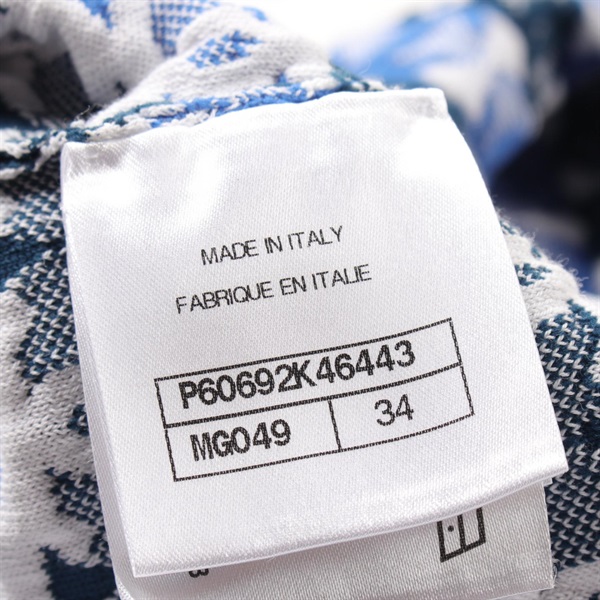 MADE IN ITALY
FABRIQUE EN ITALIE
P60692K46443
MG049 34